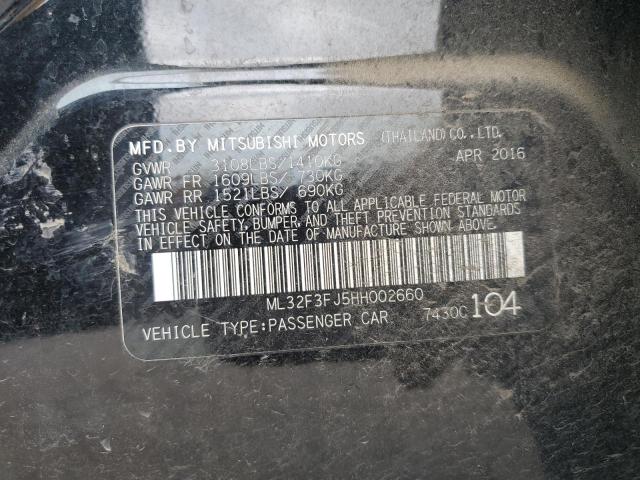 MFD.BY MITSUBISHI MOTORS (THAILAND)CO.,LTD.
GVWR 3108LBS/1410KG APR 2016
GAWR FR 1609LBS/ 730KG
GAWR RR 1521LBS/ 690KG
THIS VEHICLE CONFORMS TO ALL APPLICABLE FEDERAL MOTOR
VEHICLE SAFETY, BUMPER, AND THEFT PREVENTION STANDARDS
IN EFFECT ON THE DATE OF MANUFACTURE SHOWN ABOVE.
ML32F3FJ5HH002660
VEHICLE TYPE:PASSENGER CAR 7430C 104